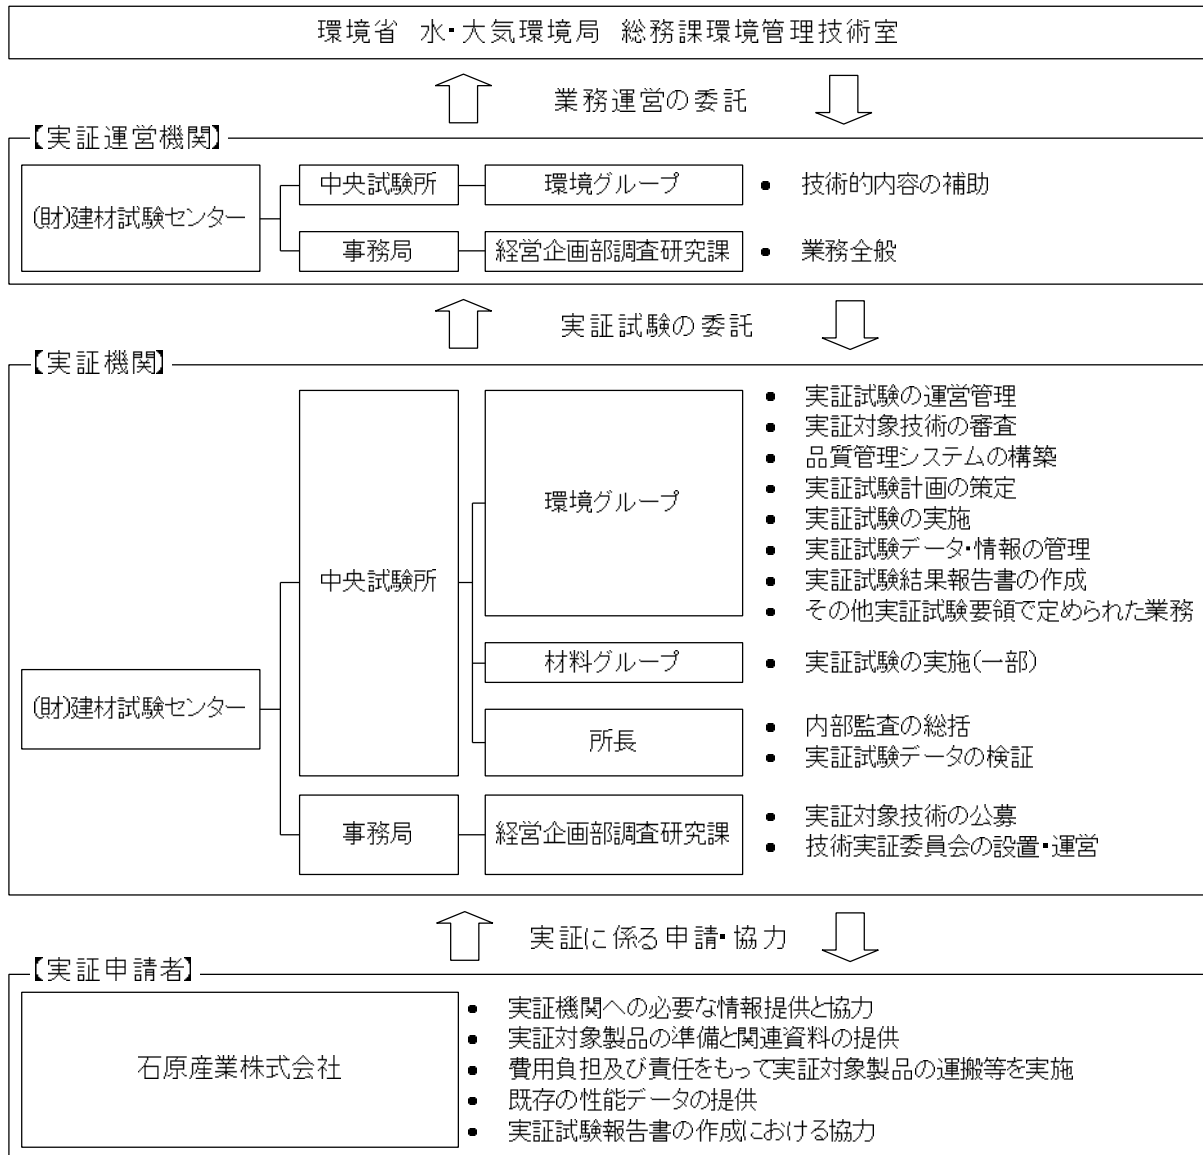 環境省 水・大気環境局 総務課環境管理技術室
業務運営の委託
【実証運営機関】
(財)建材試験センター
中央試験所
環境グループ
• 技術的内容の補助
事務局
経営企画部調査研究課
• 業務全般
実証試験の委託
【実証機関】
(財)建材試験センター
中央試験所
環境グループ
• 実証試験の運営管理
• 実証対象技術の審査
• 品質管理システムの構築
• 実証試験計画の策定
• 実証試験の実施
• 実証試験データ・情報の管理
• 実証試験結果報告書の作成
• その他実証試験要領で定められた業務
材料グループ
• 実証試験の実施(一部)
所長
• 内部監査の総括
• 実証試験データの検証
事務局
経営企画部調査研究課
• 実証対象技術の公募
• 技術実証委員会の設置・運営
実証に係る申請・協力
【実証申請者】
石原産業株式会社
• 実証機関への必要な情報提供と協力
• 実証対象製品の準備と関連資料の提供
• 費用負担及び責任をもって実証対象製品の運搬等を実施
• 既存の性能データの提供
• 実証試験報告書の作成における協力